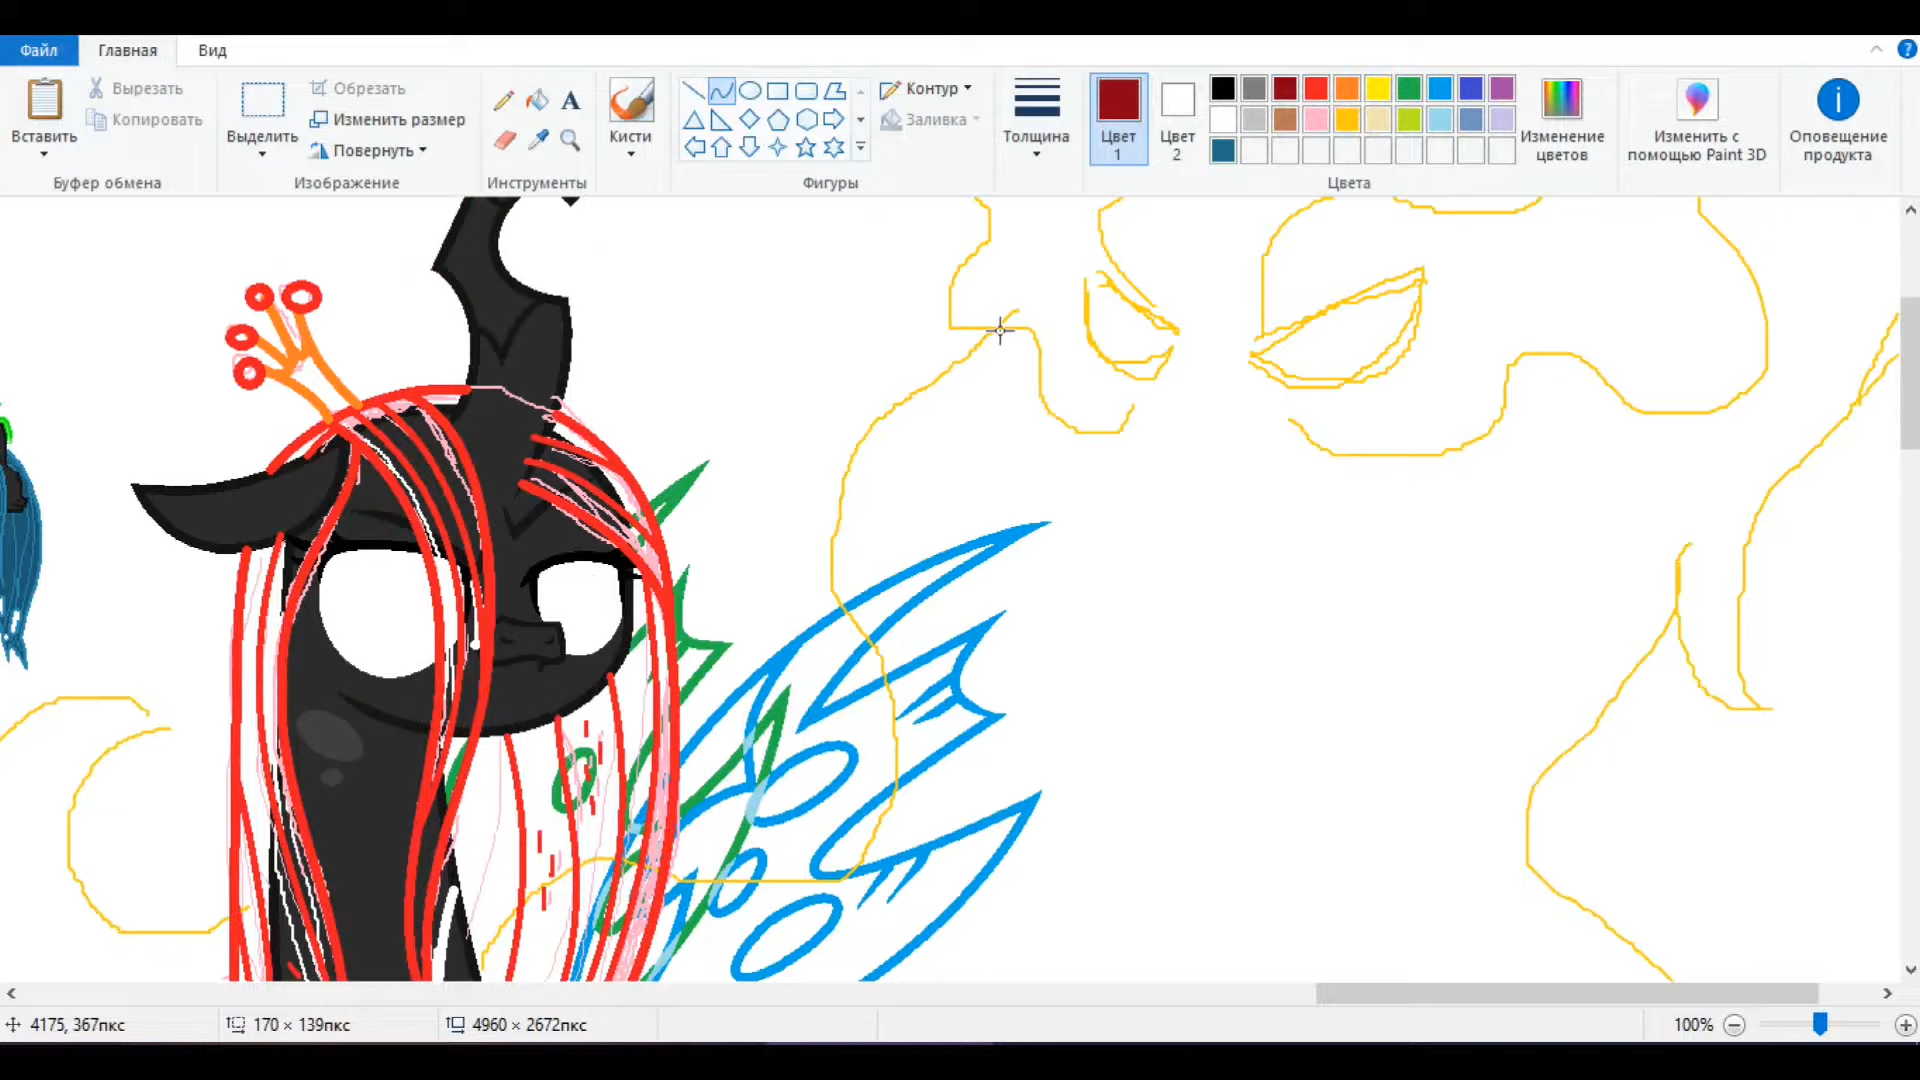 Файл Главная Вид
Вставить
Вырезать
Копировать
Буфер обмена
Выделить
Обрезать
Изменить размер
Повернуть
Изображение
Инструменты
Кисти
Контур
Заливка
Фигуры
Толщина
Цвет
1
Цвет
2
Изменение
цветов
Цвета
Изменить с
помощью Paint 3D
Оповещение
продукта
4175, 367пкс 170 × 139пкс 4960 × 2672пкс 100%